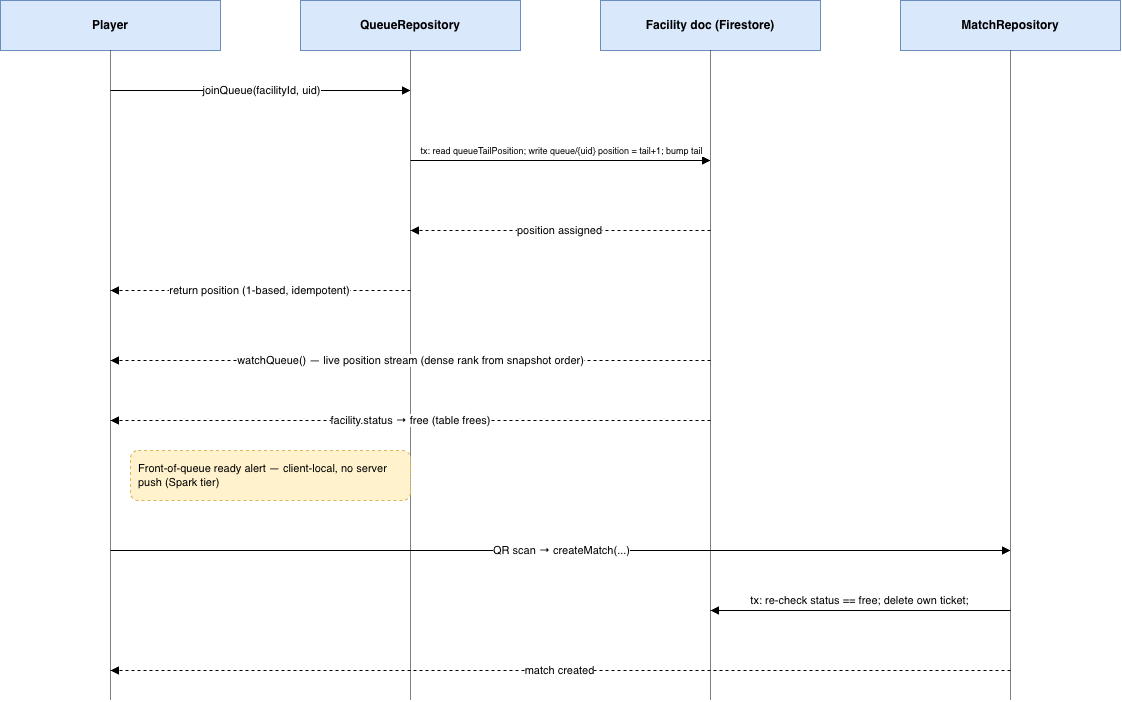 Player
QueueRepository
Facility doc (Firestore)
MatchRepository
joinQueue(facilityId, uid)
tx: read queueTailPosition; write queue/{uid} position = tail+1; bump tail
position assigned
return position (1-based, idempotent)
watchQueue() — live position stream (dense rank from snapshot order)
facility.status → free (table frees)
Front-of-queue ready alert — client-local, no server
push (Spark tier)
QR scan → createMatch(...)
tx: re-check status == free; delete own ticket;
match created